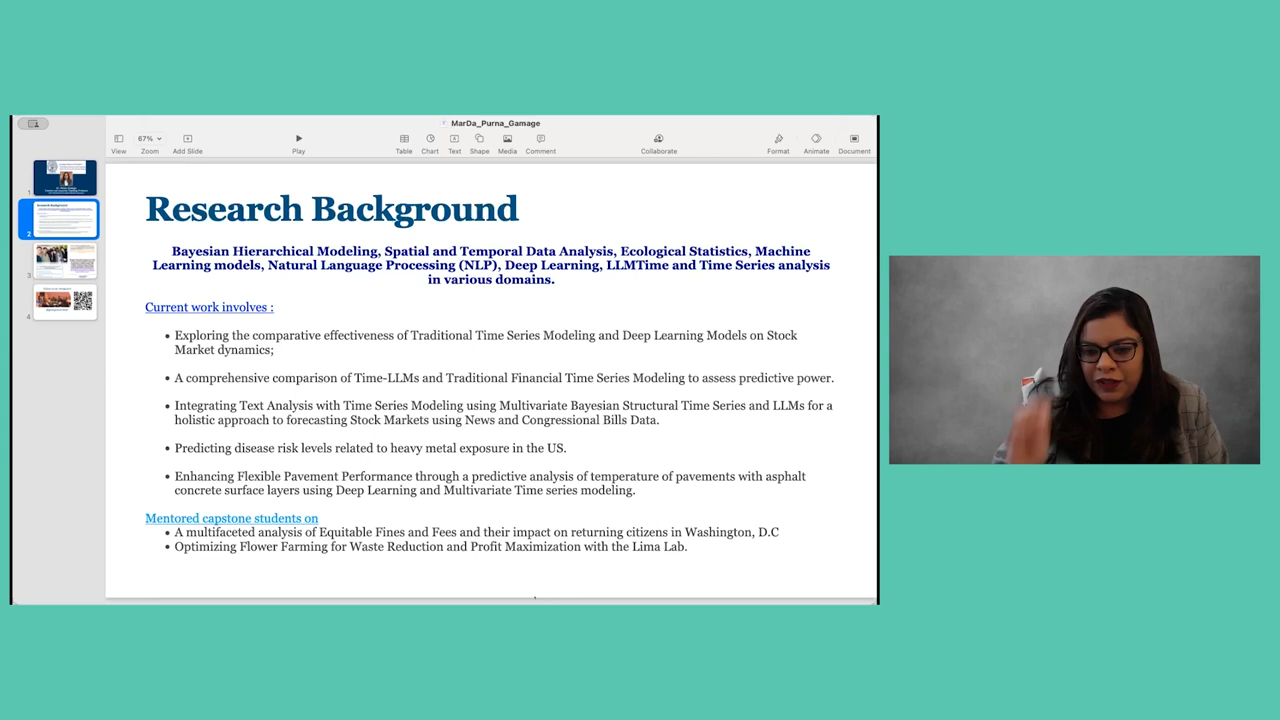 MarDa_Purna_Gamage
67%
View
Zoom
Add Slide
Play
Table
Chart
Text
Shape
Media
Comment
Collaborate
Format
Animate
Document
1
2
3
4
Research Background
Bayesian Hierarchical Modeling, Spatial and Temporal Data Analysis, Ecological Statistics, Machine
Learning models, Natural Language Processing (NLP), Deep Learning, LLMTime and Time Series analysis
in various domains.
Current work involves :
• Exploring the comparative effectiveness of Traditional Time Series Modeling and Deep Learning Models on Stock
Market dynamics;
• A comprehensive comparison of Time-LLMs and Traditional Financial Time Series Modeling to assess predictive power.
• Integrating Text Analysis with Time Series Modeling using Multivariate Bayesian Structural Time Series and LLMs for a
holistic approach to forecasting Stock Markets using News and Congressional Bills Data.
• Predicting disease risk levels related to heavy metal exposure in the US.
• Enhancing Flexible Pavement Performance through a predictive analysis of temperature of pavements with asphalt
concrete surface layers using Deep Learning and Multivariate Time series modeling.
Mentored capstone students on
• A multifaceted analysis of Equitable Fines and Fees and their impact on returning citizens in Washington, D.C
• Optimizing Flower Farming for Waste Reduction and Profit Maximization with the Lima Lab.